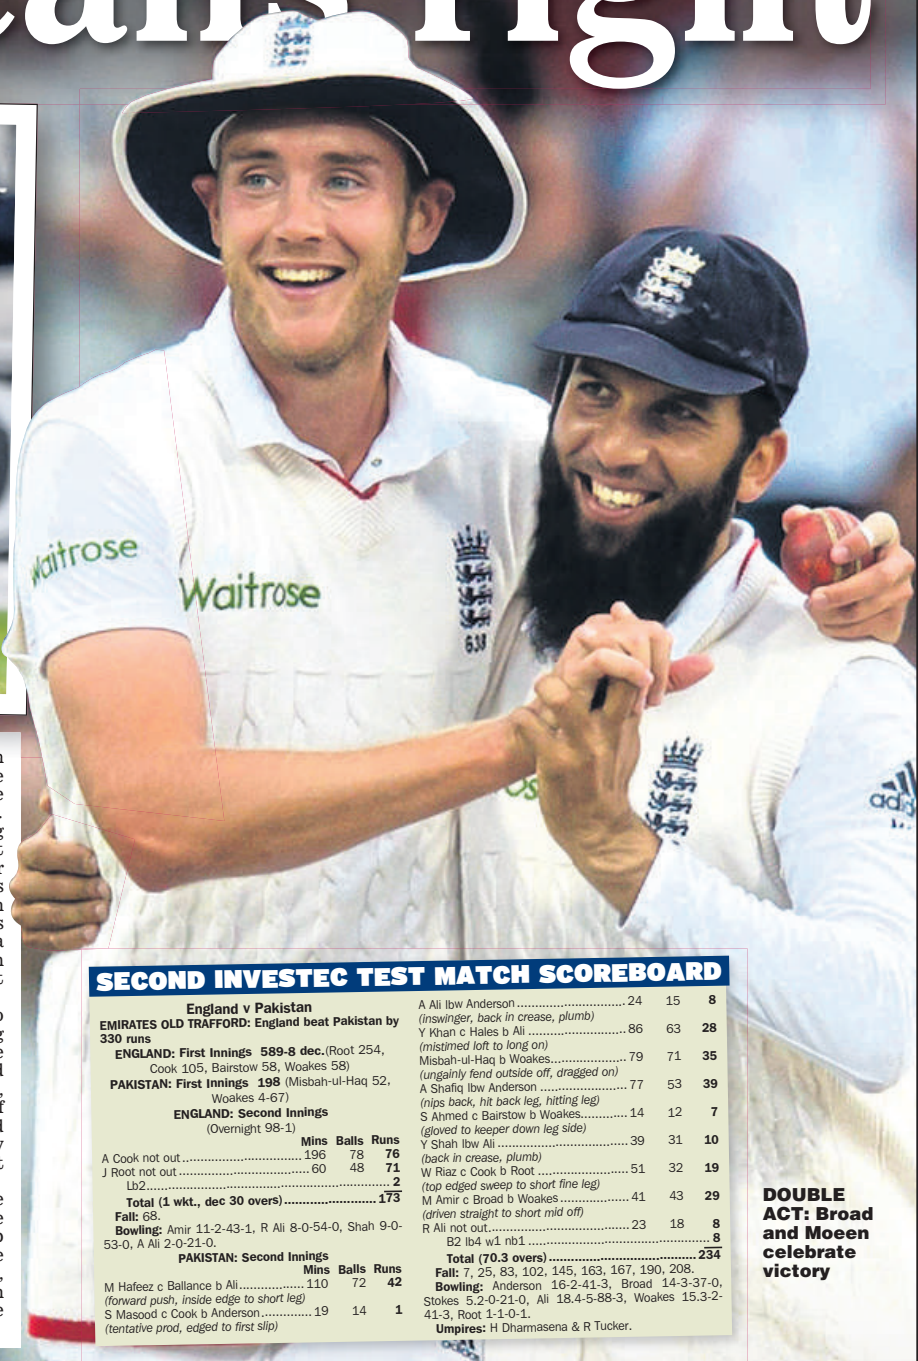 right
Waitrose
Waitrose
638
adi
SECOND INVESTEC TEST MATCH SCOREBOARD
England v Pakistan
EMIRATES OLD TRAFFORD: England beat Pakistan by
330 runs
ENGLAND: First Innings 589-8 dec.(Root 254,
Cook 105, Bairstow 58, Woakes 58)
PAKISTAN: First Innings 198 (Misbah-ul-Haq 52,
Woakes 4-67)
ENGLAND: Second Innings
(Overnight 98-1)
Mins Balls Runs
A Cook not out 196 78 76
J Root not out 60 48 71
Lb2 2
Total (1 wkt., dec 30 overs) 173
Fall: 68.
Bowling: Amir 11-2-43-1, R Ali 8-0-54-0, Shah 9-0-
53-0, A Ali 2-0-21-0.
PAKISTAN: Second Innings
Mins Balls Runs
M Hafeez c Ballance b Ali 110 72 42
(forward push, inside edge to short leg)
S Masood c Cook b Anderson 19 14 1
(tentative prod, edged to first slip)
A Ali lbw Anderson 24 15 8
(inswinger, back in crease, plumb)
Y Khan c Hales b Ali 86 63 28
(mistimed loft to long on)
Misbah-ul-Haq b Woakes 79 71 35
(ungainly fend outside off, dragged on)
A Shafiq lbw Anderson 77 53 39
(nips back, hit back leg, hitting leg)
S Ahmed c Bairstow b Woakes 14 12 7
(gloved to keeper down leg side)
Y Shah lbw Ali 39 31 10
(back in crease, plumb)
W Riaz c Cook b Root 51 32 19
(top edged sweep to short fine leg)
M Amir c Broad b Woakes 41 43 29
(driven straight to short mid off)
R Ali not out 23 18 8
B2 lb4 w1 nb1 8
Total (70.3 overs) 234
Fall: 7, 25, 83, 102, 145, 163, 167, 190, 208.
Bowling: Anderson 16-2-41-3, Broad 14-3-37-0,
Stokes 5.2-0-21-0, Ali 18.4-5-88-3, Woakes 15.3-2-
41-3, Root 1-1-0-1.
Umpires: H Dharmasena & R Tucker.
DOUBLE
ACT: Broad
and Moeen
celebrate
victory